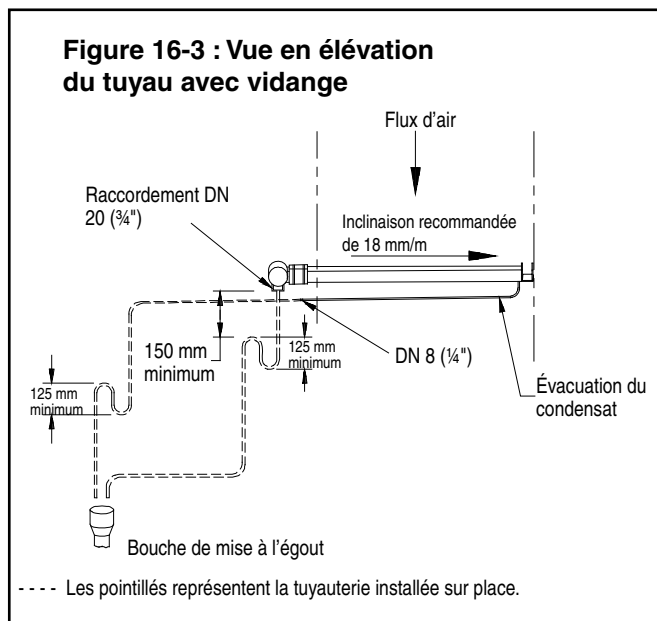 Figure 16-3 : Vue en élévation
du tuyau avec vidange
Flux d'air
Raccordement DN
20 (¾")
Inclinaison recommandée
de 18 mm/m
150 mm
minimum
125 mm
minimum
DN 8 (¼")
125 mm
minimum
Évacuation du
condensat
Bouche de mise à l'égout
- - - - Les pointillés représentent la tuyauterie installée sur place.